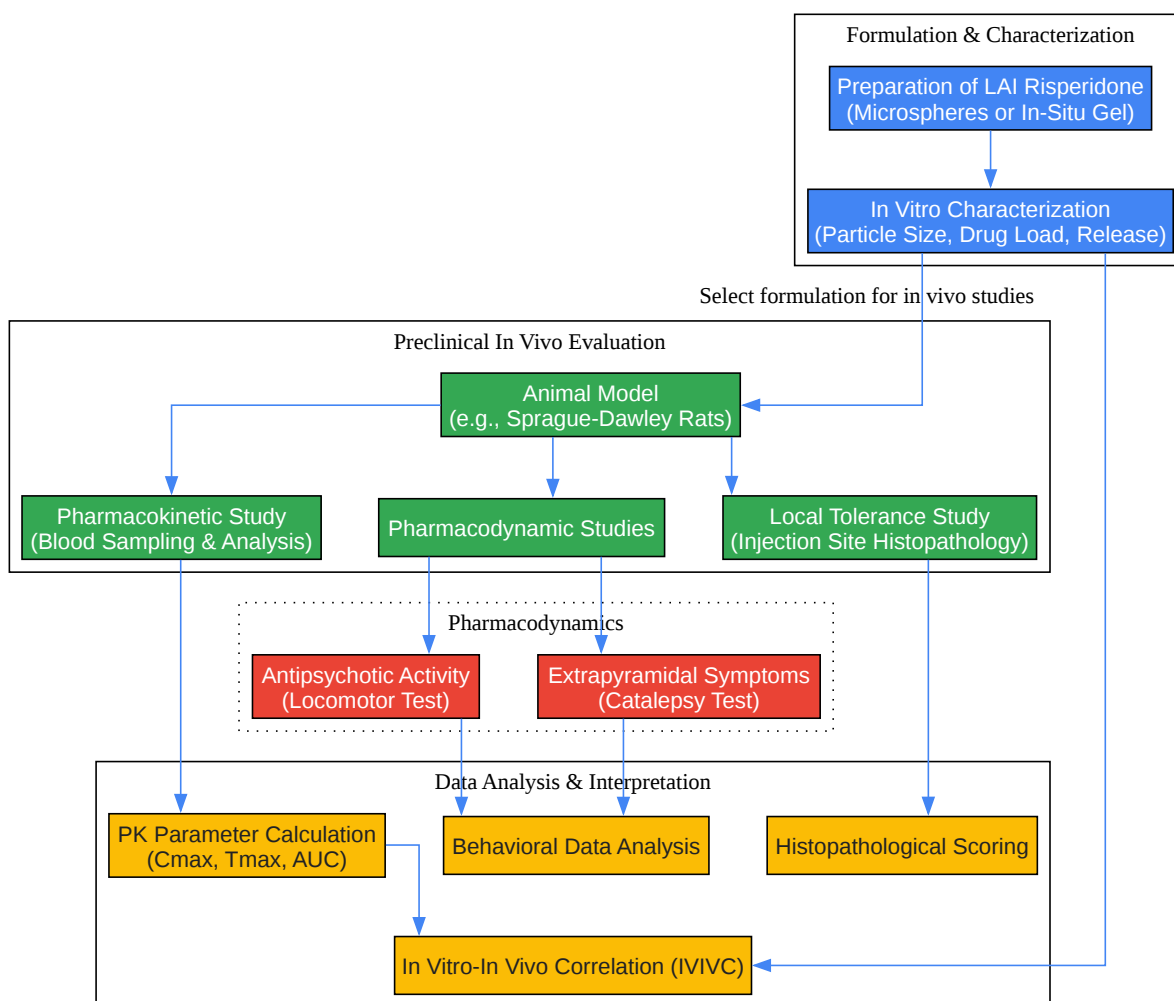 Formulation & Characterization
Preparation of LAI Risperidone
(Microspheres or In-Situ Gel)
In Vitro Characterization
(Particle Size, Drug Load, Release)
Select formulation for in vivo studies
Preclinical In Vivo Evaluation
Animal Model
(e.g., Sprague-Dawley Rats)
Pharmacokinetic Study
(Blood Sampling & Analysis)
Pharmacodynamic Studies
Local Tolerance Study
(Injection Site Histopathology)
Pharmacodynamics
Antipsychotic Activity
(Locomotor Test)
Extrapyramidal Symptoms
(Catalepsy Test)
Data Analysis & Interpretation
PK Parameter Calculation
(Cmax, Tmax, AUC)
Behavioral Data Analysis
Histopathological Scoring
In Vitro-In Vivo Correlation (IVIVC)